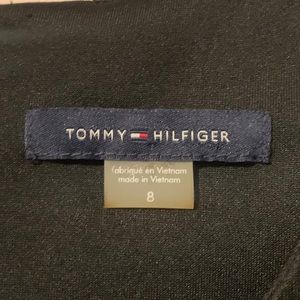 TOMMY HILFIGER
fabriqué en Vietnam
made in Vietnam
8